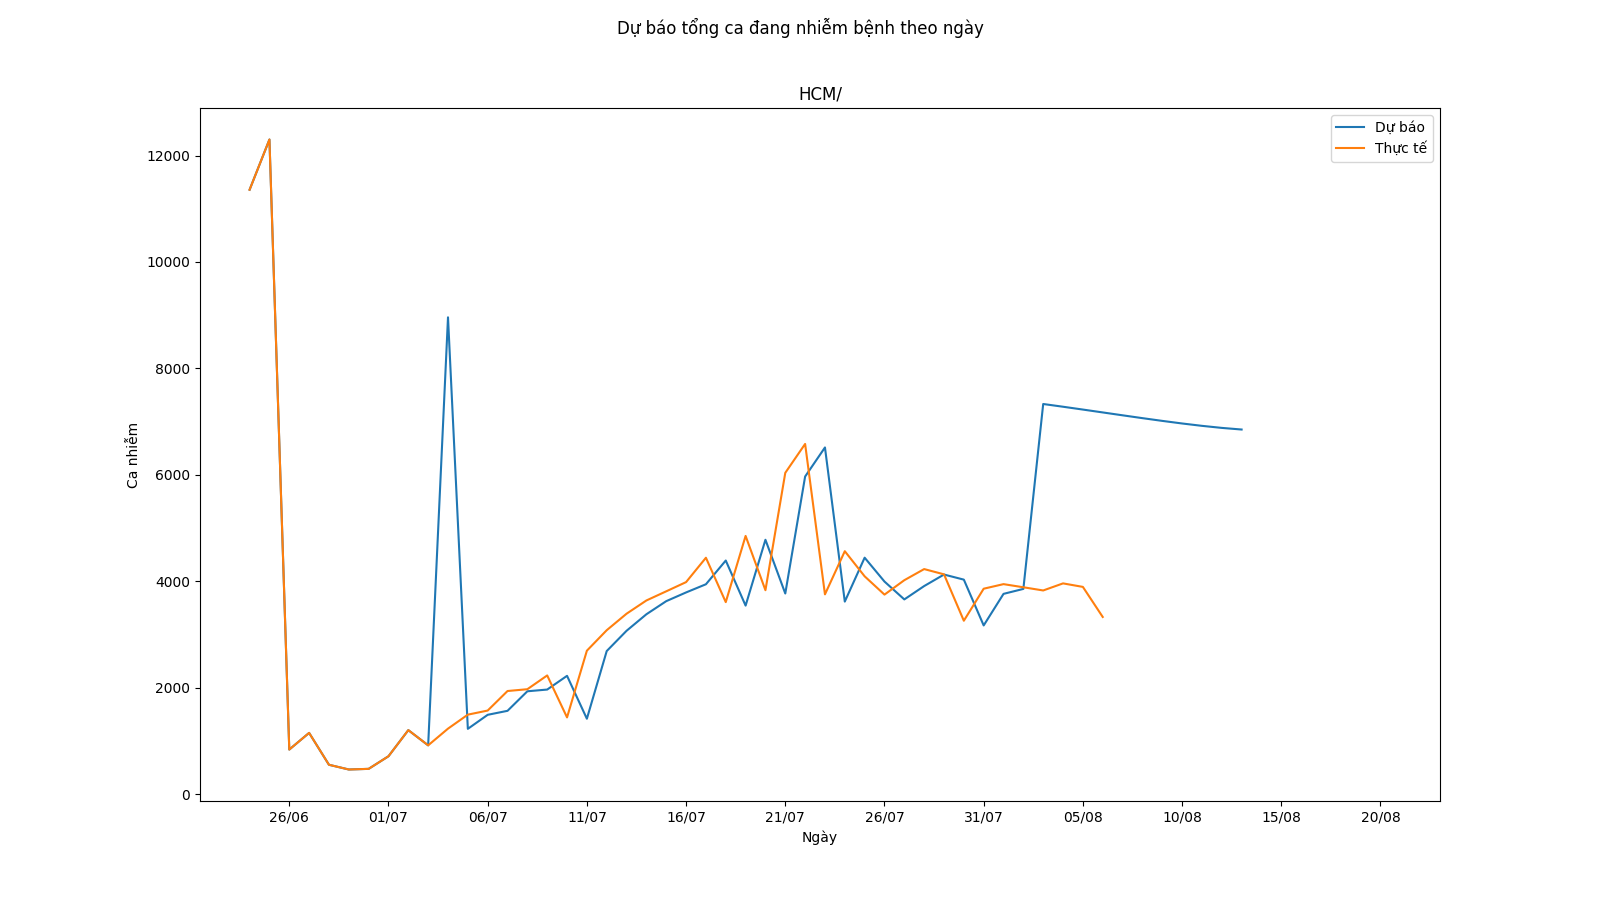 Dự báo tổng ca đang nhiễm bệnh theo ngày
HCM/
Dự báo
Thực tế
12000
10000
8000
6000
4000
2000
0
Ca nhiễm
26/06 01/07 06/07 11/07 16/07 21/07 26/07 31/07 05/08 10/08 15/08 20/08
Ngày